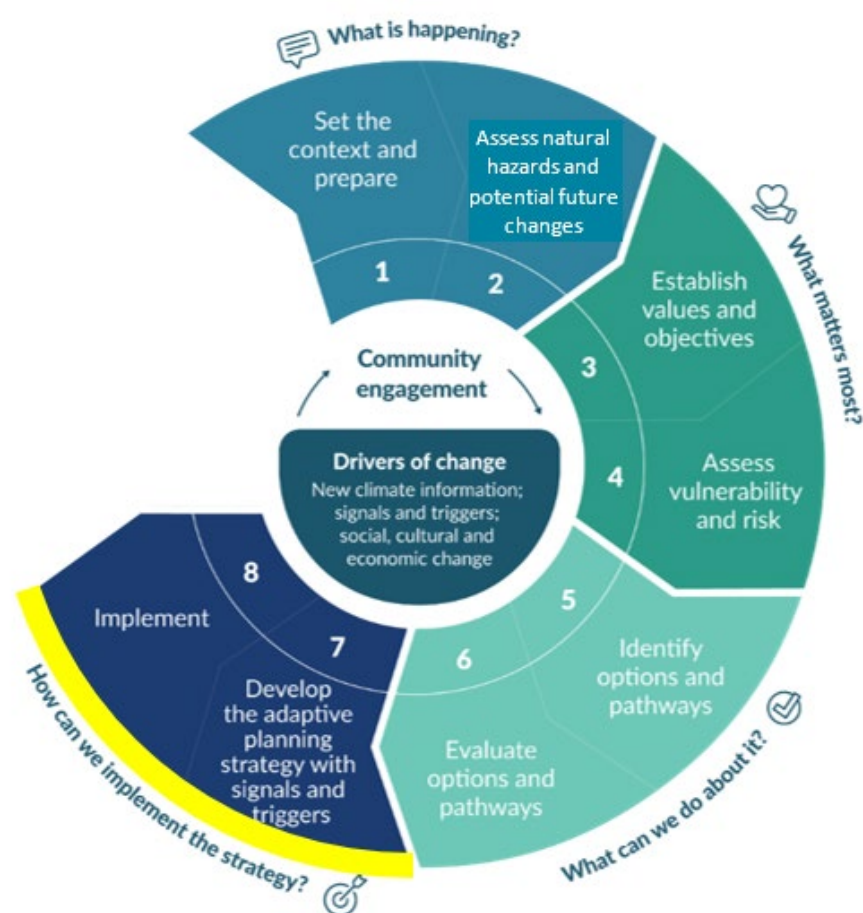 What is happening?
Set the
context and
prepare
1
Assess natural
hazards and
potential future
changes
2
What matters most?
Establish
values and
objectives
3
Assess
vulnerability
and risk
4
Community
engagement
Drivers of change
New climate information;
signals and triggers;
social, cultural and
economic change
What can we do about it?
Identify
options and
pathways
5
Evaluate
options and
pathways
6
How can we implement the strategy?
Develop
the adaptive
planning
strategy with
signals and
triggers
7
Implement
8